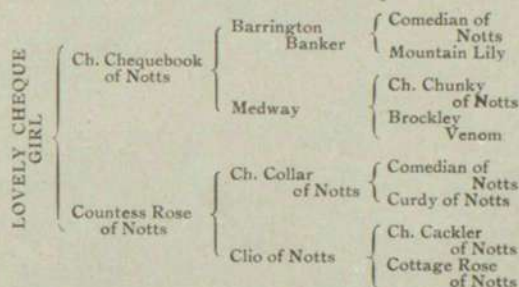 LOVELY CHEQUE
GIRL
Ch. Chequebook
of Notts
Barrington
Banker
Comedian of
Notts
Mountain Lily
Medway
Ch. Chunky
of Notts
Brockley
Venom
Countess Rose
of Notts
Ch. Collar
of Notts
Comedian of
Notts
Curdy of Notts
Clio of Notts
Ch. Cackler
of Notts
Cottage Rose
of Notts